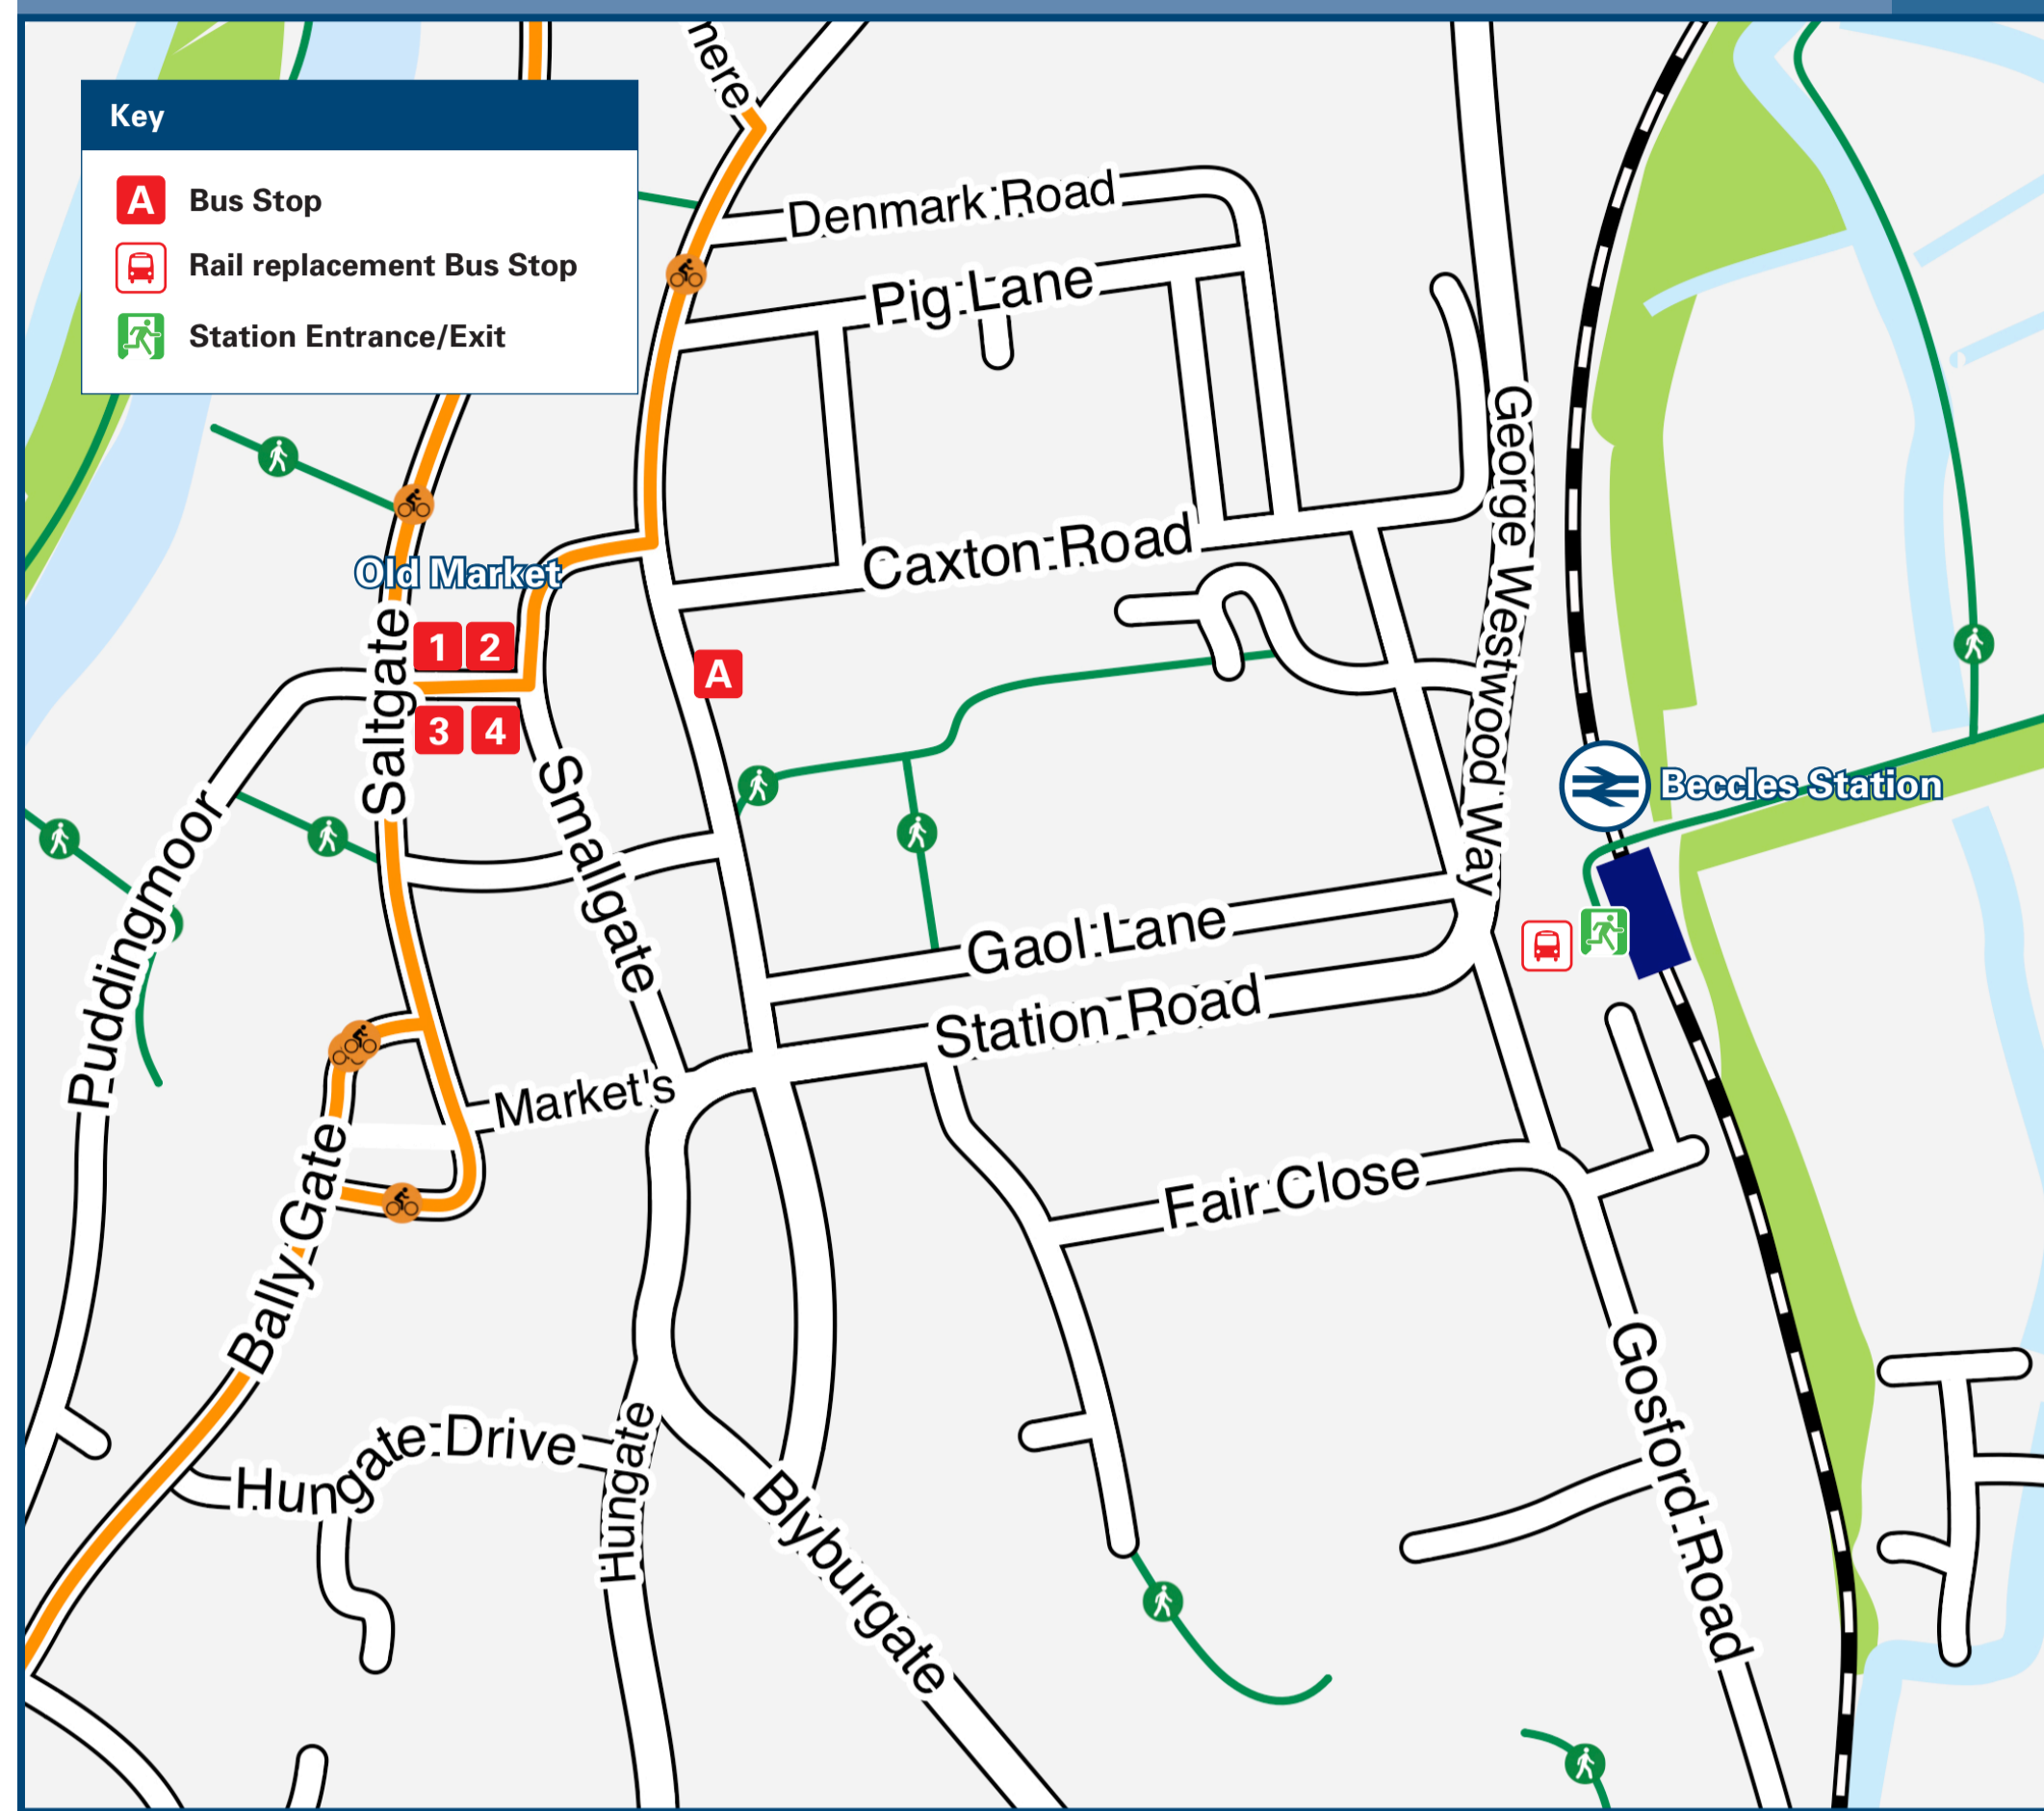 nere
Key
A Bus Stop
Rail replacement Bus Stop
Station Entrance/Exit
Denmark Road
Pig Lane
George Westwood Way
Caxton Road
Old Market
1 2
A
3 4
Saltgate
Smallgate
Puddingmoor
Beccles Station
Gaol Lane
Station Road
Market's
Fair Close
Bally Gate
Gosford Road
Hungate Drive
Hungate
Blyburgate